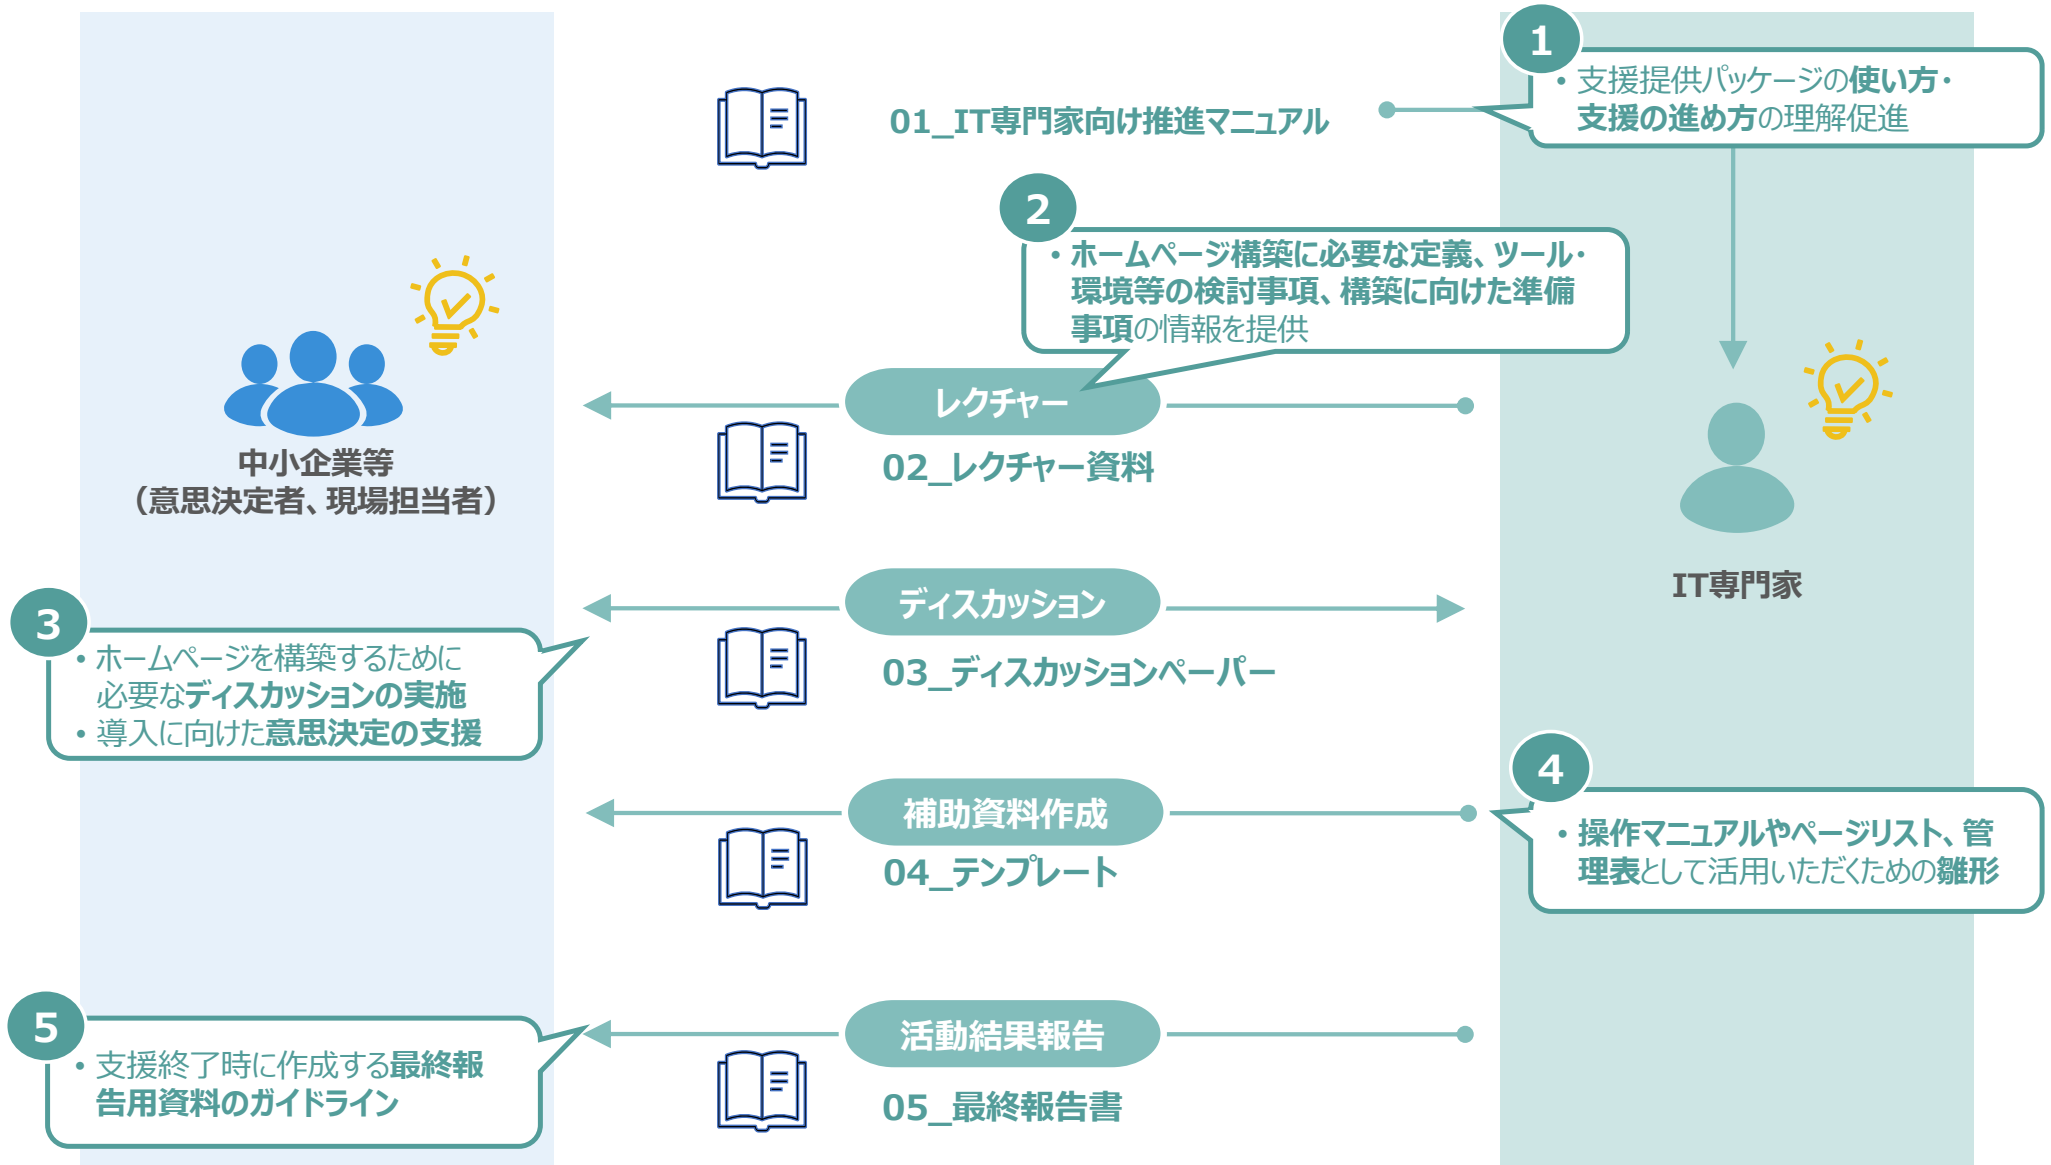 1
・支援提供パッケージの使い方・
支援の進め方の理解促進
01_IT専門家向け推進マニュアル
2
・ホームページ構築に必要な定義、ツール・
環境等の検討事項、構築に向けた準備
事項の情報を提供
レクチャー
02_レクチャー資料
中小企業等
（意思決定者、現場担当者）
IT専門家
ディスカッション
03_ディスカッションペーパー
3
・ホームページを構築するために
必要なディスカッションの実施
・導入に向けた意思決定の支援
補助資料作成
04_テンプレート
4
・操作マニュアルやページリスト、管
理表として活用いただくための雛形
活動結果報告
05_最終報告書
5
・支援終了時に作成する最終報
告用資料のガイドライン